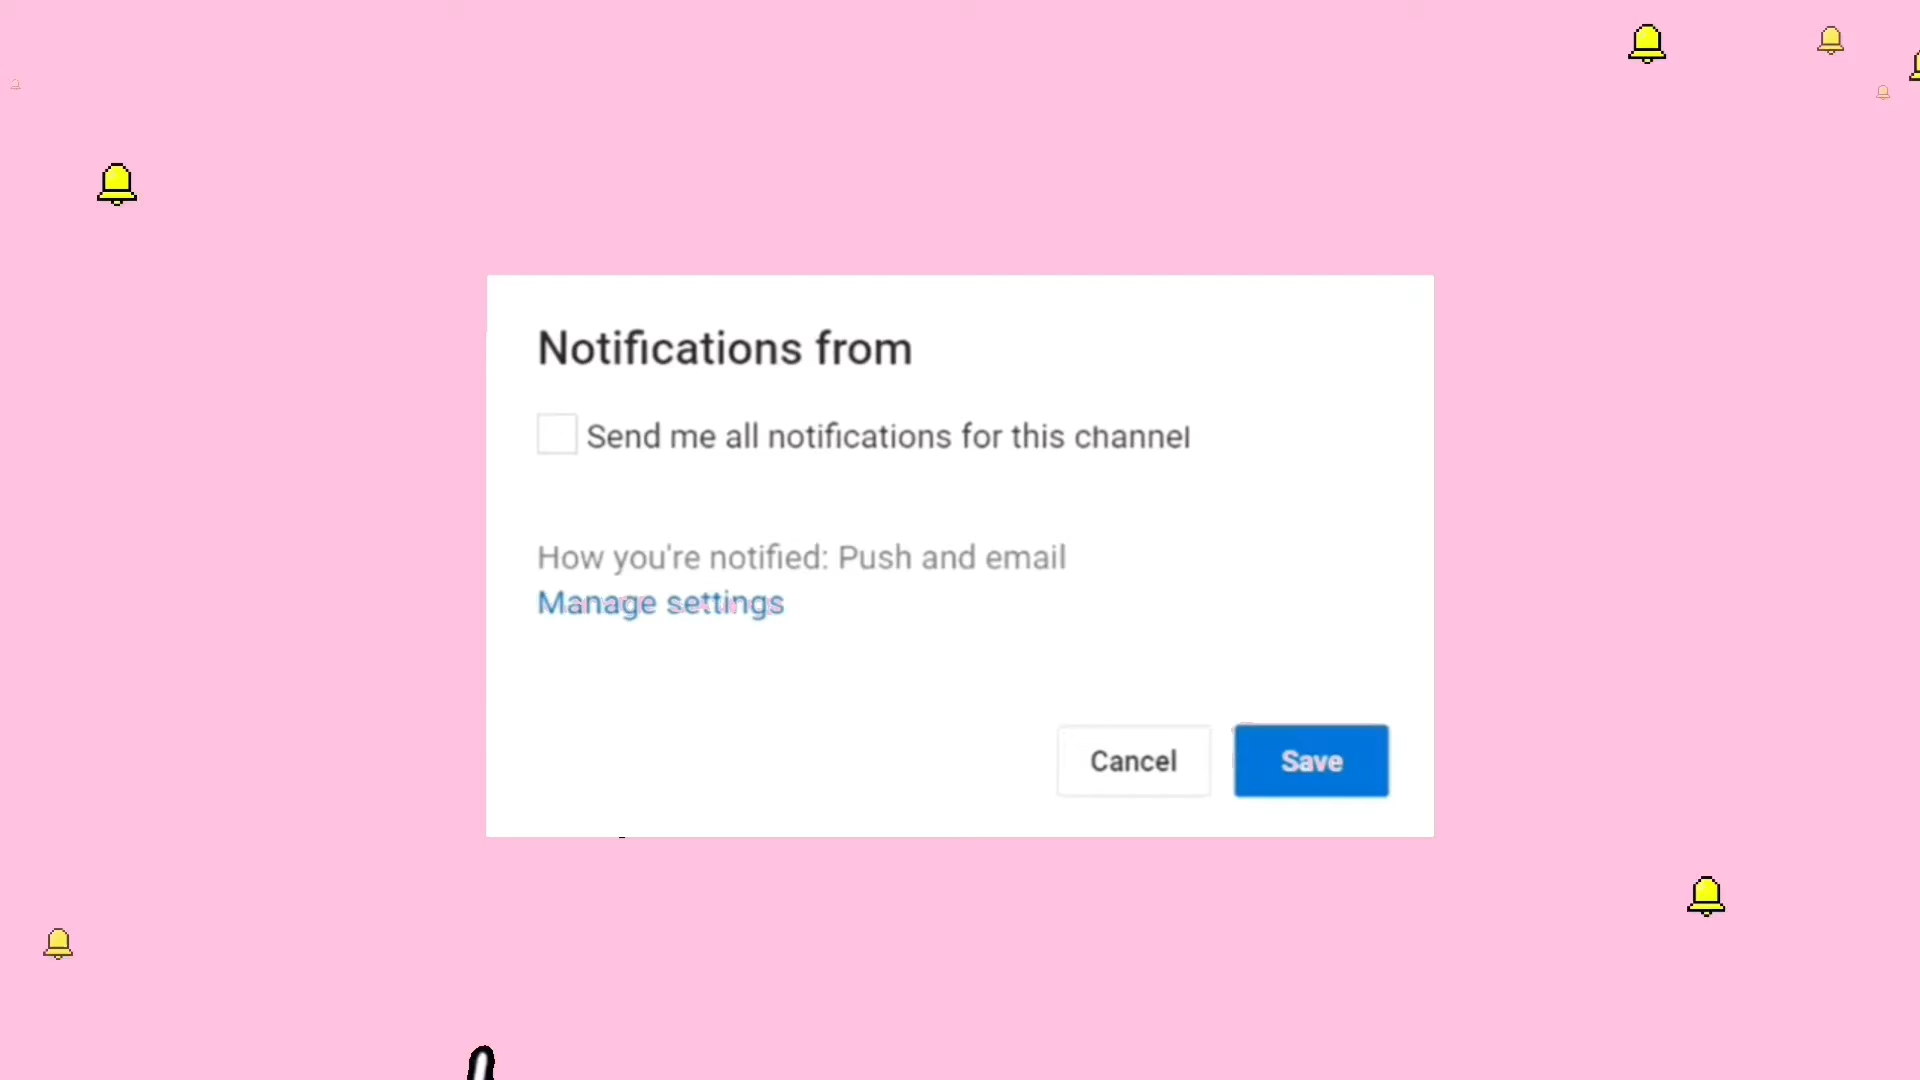 Notifications from
Send me all notifications for this channel
How you're notified: Push and email
Manage settings
Cancel
Save